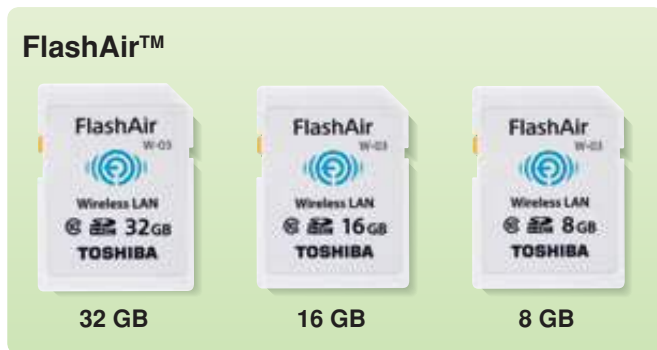 FlashAir™
FlashAir
W-03
Wireless LAN
32GB
TOSHIBA
32 GB
FlashAir
W-03
Wireless LAN
16GB
TOSHIBA
16 GB
FlashAir
W-03
Wireless LAN
8GB
TOSHIBA
8 GB